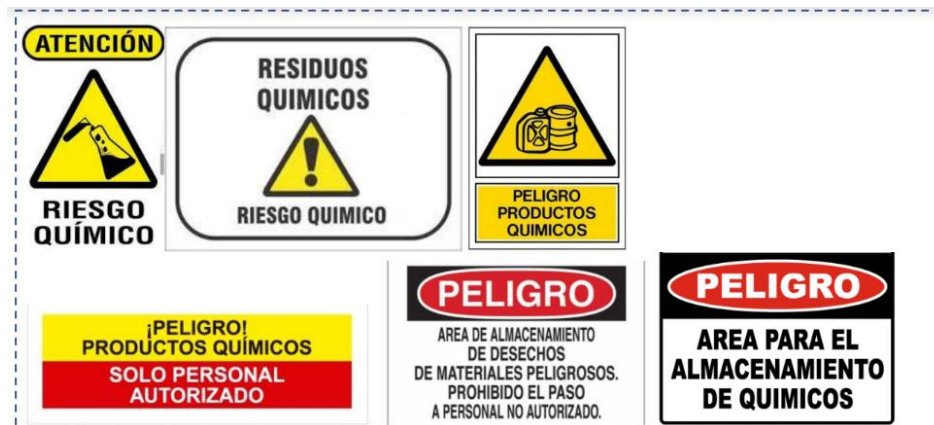 ATENCIÓN
RIESGO
QUÍMICO
RESIDUOS
QUIMICOS
RIESGO QUIMICO
PELIGRO
PRODUCTOS
QUIMICOS
¡PELIGRO!
PRODUCTOS QUÍMICOS
SOLO PERSONAL
AUTORIZADO
PELIGRO
AREA DE ALMACENAMIENTO
DE DESECHOS
DE MATERIALES PELIGROSOS.
PROHIBIDO EL PASO
A PERSONAL NO AUTORIZADO.
PELIGRO
AREA PARA EL
ALMACENAMIENTO
DE QUIMICOS